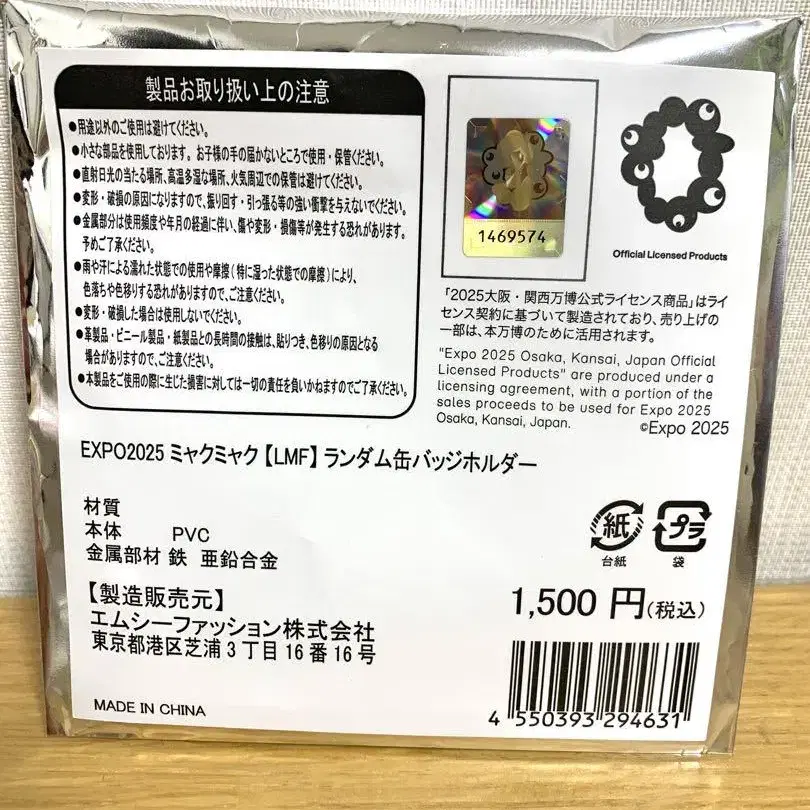 製品お取り扱い上の注意
●用途以外のご使用は避けてください。
●小さな部品を使用しております。お子様の手の届かないところで使用・保管ください。
●直射日光の当たる場所、高温多湿な場所、火気周辺での保管は避けてください。
●変形・破損の原因になりますので、振り回す・引っ張る等の強い衝撃を与えないでください。
●金属部分は使用頻度や年月の経過に伴い、傷や変形・損傷等が発生する恐れがあります。
予めご了承ください。
●雨や汗による濡れた状態での使用や摩擦(特に湿った状態での摩擦)により、
色落ちや色移りする恐れがありますので、ご注意ください。
●変形・破損した場合は使用しないでください。
●革製品・ビニール製品・紙製品との長時間の接触は、貼りつき、色移りの原因となる
場合がありますので、ご注意ください。
●本製品をご使用の際に生じた損害に対しては一切の責任を負いかねますのでご了承ください。
1469574
Official Licensed Products
「2025大阪・関西万博公式ライセンス商品」はライ
センス契約に基づいて製造されており、売り上げの
一部は、本万博のために活用されます。
"Expo 2025 Osaka, Kansai, Japan Official
Licensed Products" are produced under a
licensing agreement, with a portion of the
sales proceeds to be used for Expo 2025
Osaka, Kansai, Japan.
©Expo 2025
EXPO2025 ミャクミャク【LMF】ランダム缶バッジホルダー
材質
本体 PVC
金属部材 鉄 亜鉛合金
紙
台紙
プラ
袋
【製造販売元】
エムシーファッション株式会社
東京都港区芝浦3丁目16番16号
1,500 円(税込)
MADE IN CHINA
4 550393 294631